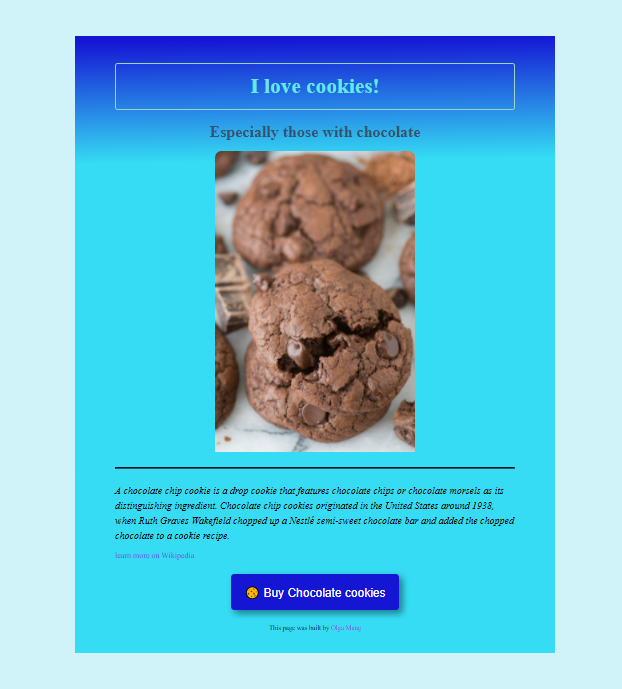 I love cookies!
Especially those with chocolate
A chocolate chip cookie is a drop cookie that features chocolate chips or chocolate morsels as its
distinguishing ingredient. Chocolate chip cookies originated in the United States around 1938,
when Ruth Graves Wakefield chopped up a Nestlé semi-sweet chocolate bar and added the chopped
chocolate to a cookie recipe.
learn more on Wikipedia
🍪 Buy Chocolate cookies
This page was built by Olga Mang